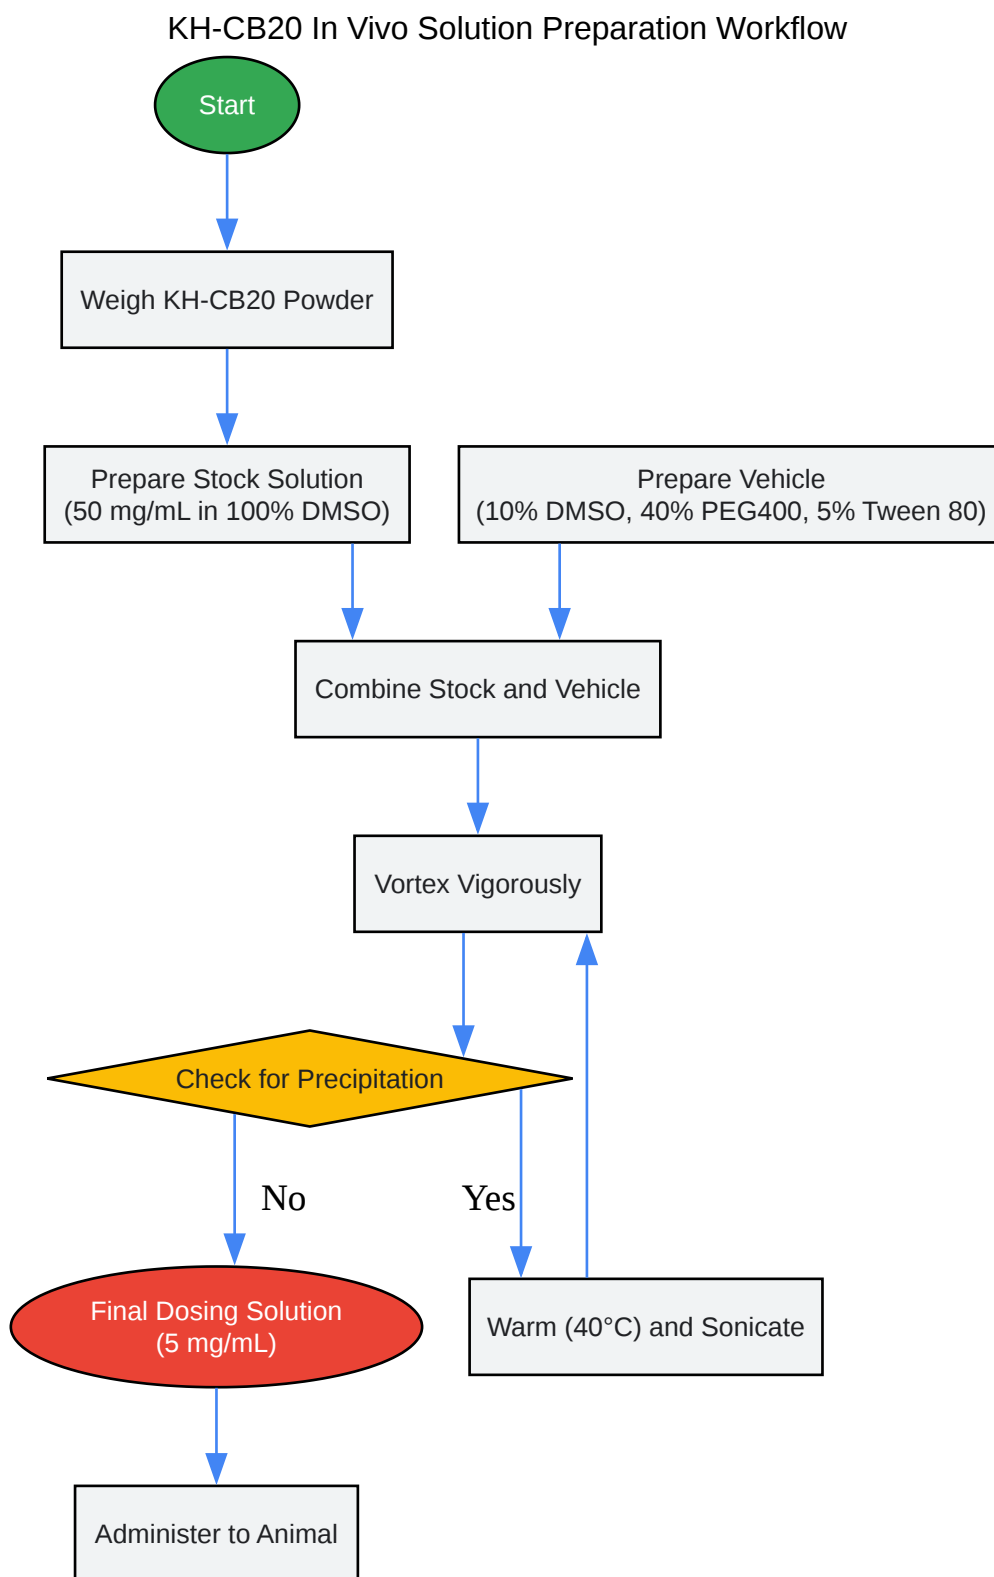 KH-CB20 In Vivo Solution Preparation Workflow
Start
Weigh KH-CB20 Powder
Prepare Stock Solution
(50 mg/mL in 100% DMSO)
Prepare Vehicle
(10% DMSO, 40% PEG400, 5% Tween 80)
Combine Stock and Vehicle
Vortex Vigorously
Check for Precipitation
No
Yes
Final Dosing Solution
(5 mg/mL)
Warm (40°C) and Sonicate
Administer to Animal